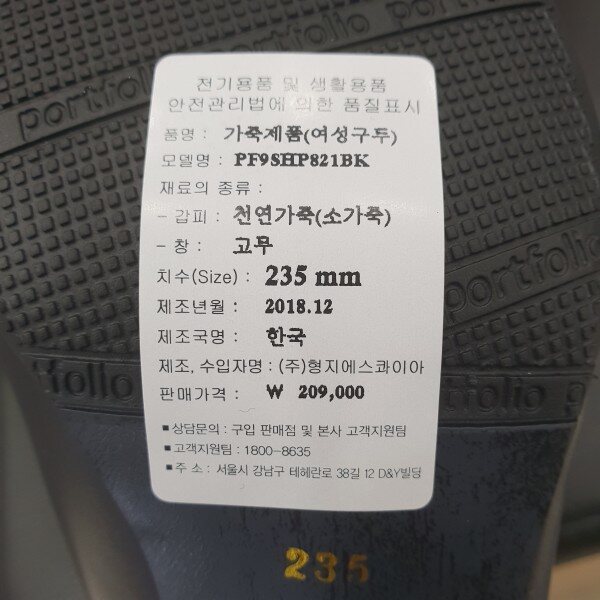 portfolio
portfolio
전기용품 및 생활용품
안전관리법에 의한 품질표시
품명 : 가죽제품(여성구두)
모델명 : PF9SHP821BK
재료의 종류 :
- 갑피 : 천연가죽(소가죽)
- 창 : 고무
치수(Size) : 235 mm
제조년월 : 2018.12
제조국명 : 한국
제조, 수입자명 : (주)형지에스콰이아
판매가격 : ₩ 209,000
■ 상담문의 : 구입 판매점 및 본사 고객지원팀
■ 고객지원팀 : 1800-8635
■ 주 소 : 서울시 강남구 테헤란로 38길 12 D&Y빌딩
portfolio
tfolio
portfolio
235